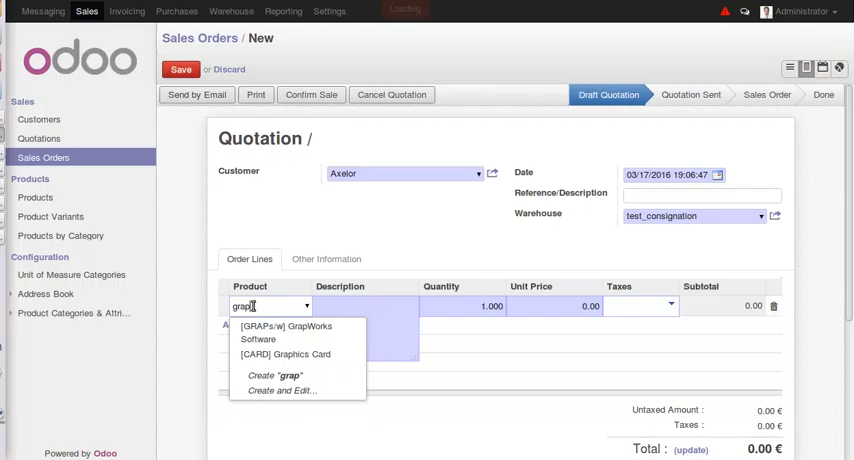 Messaging Sales Invoicing Purchases Warehouse Reporting Settings Loading Administrator
odoo
Sales
Customers
Quotations
Sales Orders
Products
Products
Product Variants
Products by Category
Configuration
Unit of Measure Categories
Address Book
Product Categories & Attri...
Powered by Odoo
Sales Orders / New
Save or Discard
Send by Email Print Confirm Sale Cancel Quotation Draft Quotation Quotation Sent Sales Order Done
Quotation /
Customer Axelor
Date 03/17/2016 19:06:47
Reference/Description
Warehouse test_consignation
Order Lines Other Information
Product Description Quantity Unit Price Taxes Subtotal
grap 1.000 0.00 0.00
A
[GRAPs/w] GrapWorks
Software
[CARD] Graphics Card
Create "grap"
Create and Edit...
Untaxed Amount : 0.00 €
Taxes : 0.00 €
Total : (update) 0.00 €